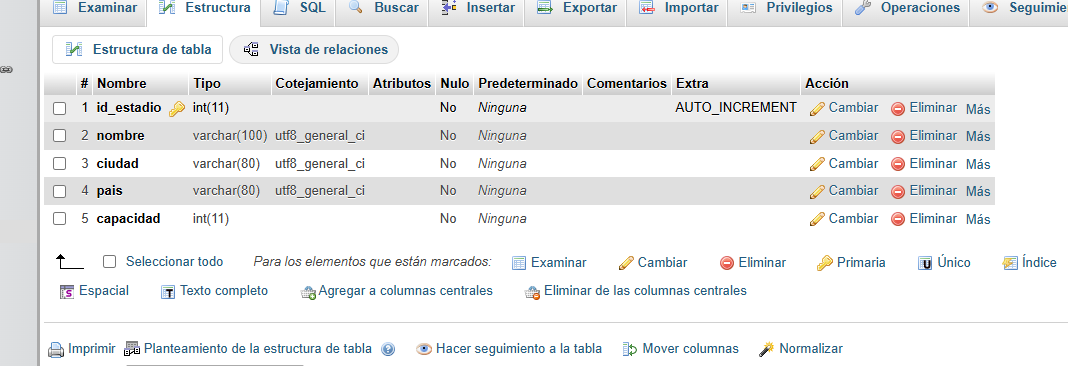 Examinar Estructura SQL Buscar Insertar Exportar Importar Privilegios Operaciones Seguimie
Estructura de tabla Vista de relaciones
# Nombre Tipo Cotejamiento Atributos Nulo Predeterminado Comentarios Extra Acción
1 id_estadio int(11) No Ninguna AUTO_INCREMENT Cambiar Eliminar Más
2 nombre varchar(100) utf8_general_ci No Ninguna Cambiar Eliminar Más
3 ciudad varchar(80) utf8_general_ci No Ninguna Cambiar Eliminar Más
4 pais varchar(80) utf8_general_ci No Ninguna Cambiar Eliminar Más
5 capacidad int(11) No Ninguna Cambiar Eliminar Más
Seleccionar todo Para los elementos que están marcados: Examinar Cambiar Eliminar Primaria Único Índice
Espacial Texto completo Agregar a columnas centrales Eliminar de las columnas centrales
Imprimir Planteamiento de la estructura de tabla Hacer seguimiento a la tabla Mover columnas Normalizar